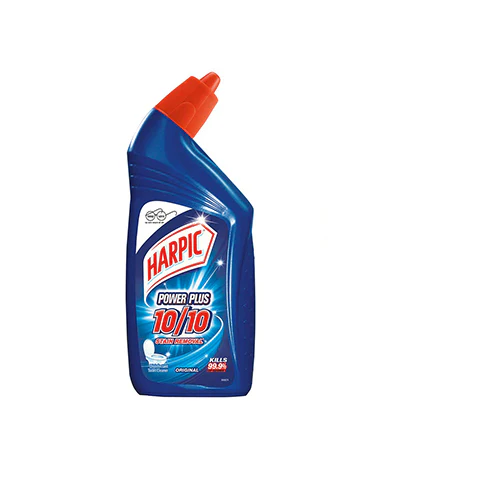 HARPIC
POWER PLUS
10/10
STAIN REMOVAL
KILLS
99.9%
ORIGINAL